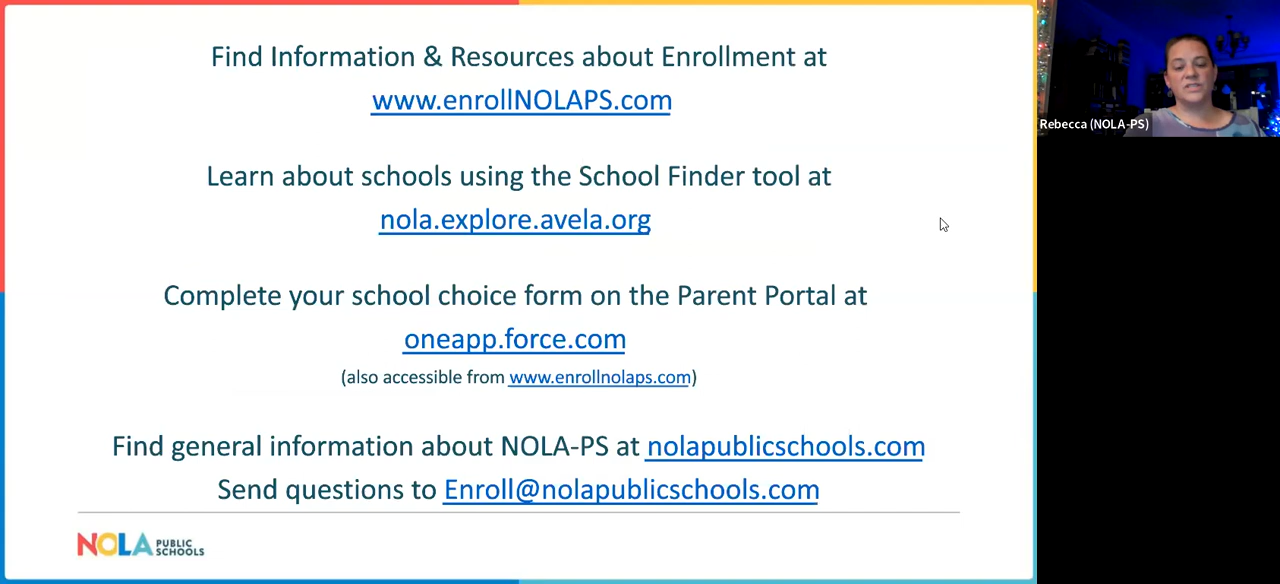 Find Information & Resources about Enrollment at
www.enrollNOLAPS.com
Learn about schools using the School Finder tool at
nola.explore.avela.org
Complete your school choice form on the Parent Portal at
oneapp.force.com
(also accessible from www.enrollnolaps.com)
Find general information about NOLA-PS at nolapublicschools.com
Send questions to Enroll@nolapublicschools.com
NOLA PUBLIC SCHOOLS
Rebecca (NOLA-PS)